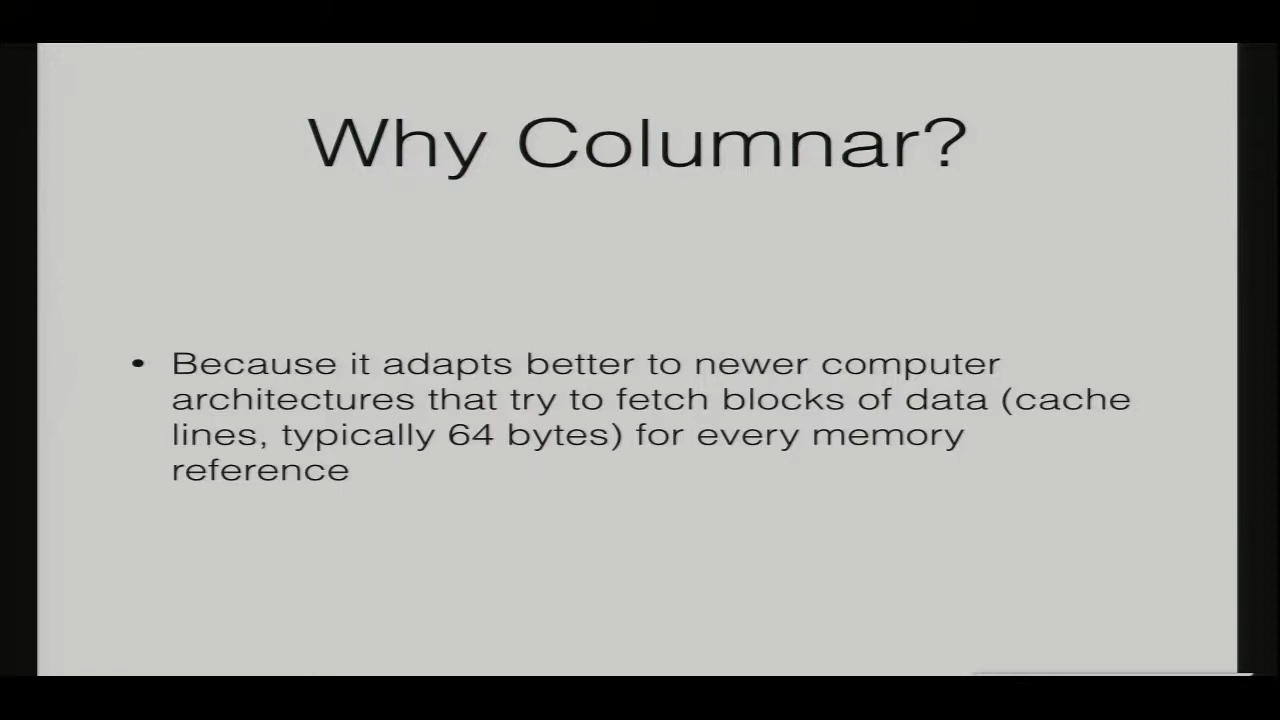 Why Columnar?
• Because it adapts better to newer computer
architectures that try to fetch blocks of data (cache
lines, typically 64 bytes) for every memory
reference